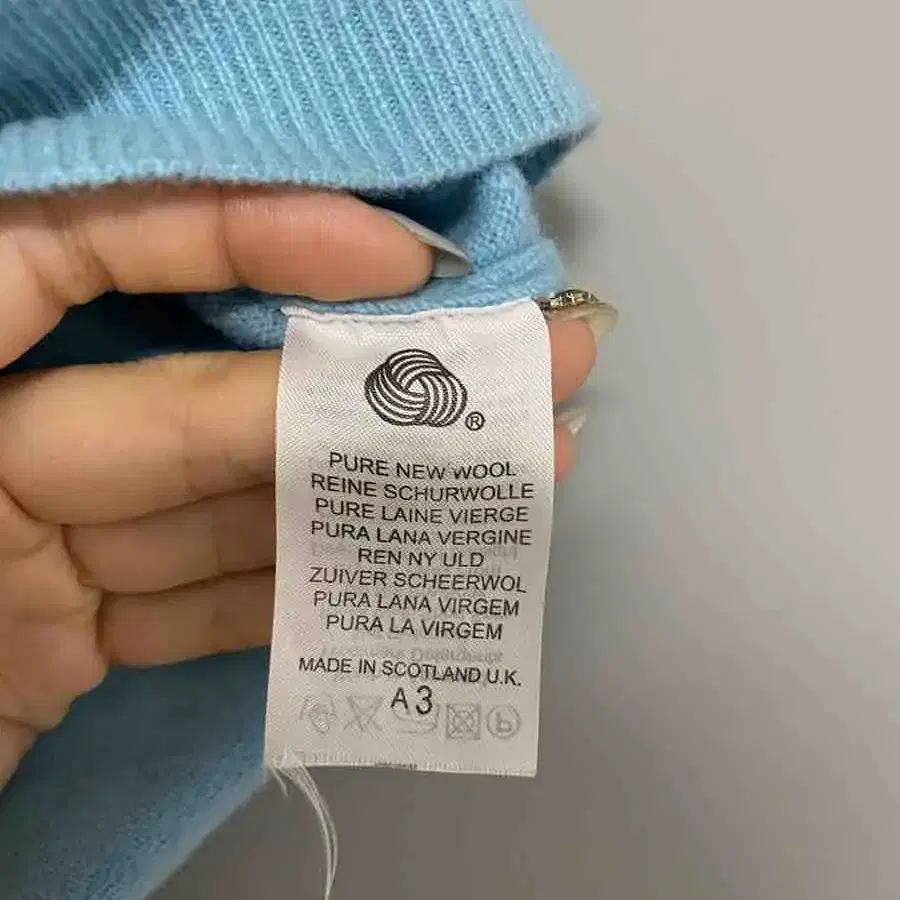 ®
PURE NEW WOOL
REINE SCHURWOLLE
PURE LAINE VIERGE
PURA LANA VERGINE
REN NY ULD
ZUIVER SCHEERWOL
PURA LANA VIRGEM
PURA LA VIRGEM
MADE IN SCOTLAND U.K.
A3